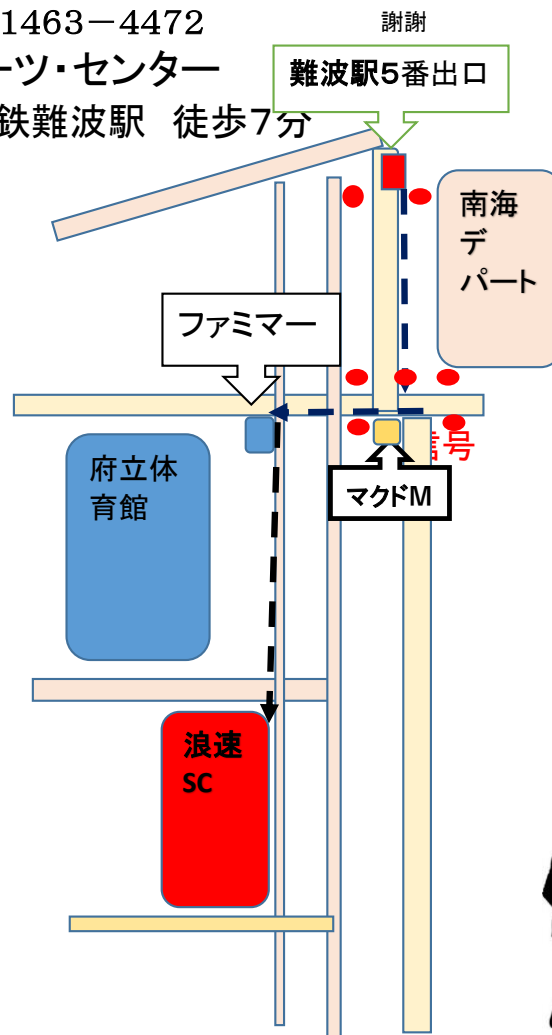 1463－4472
謝謝
ーツ・センター
鉄難波駅　徒歩7分
難波駅5番出口
南海
デ
パート
ファミマー
信号
マクドM
府立体
育館
浪速
SC